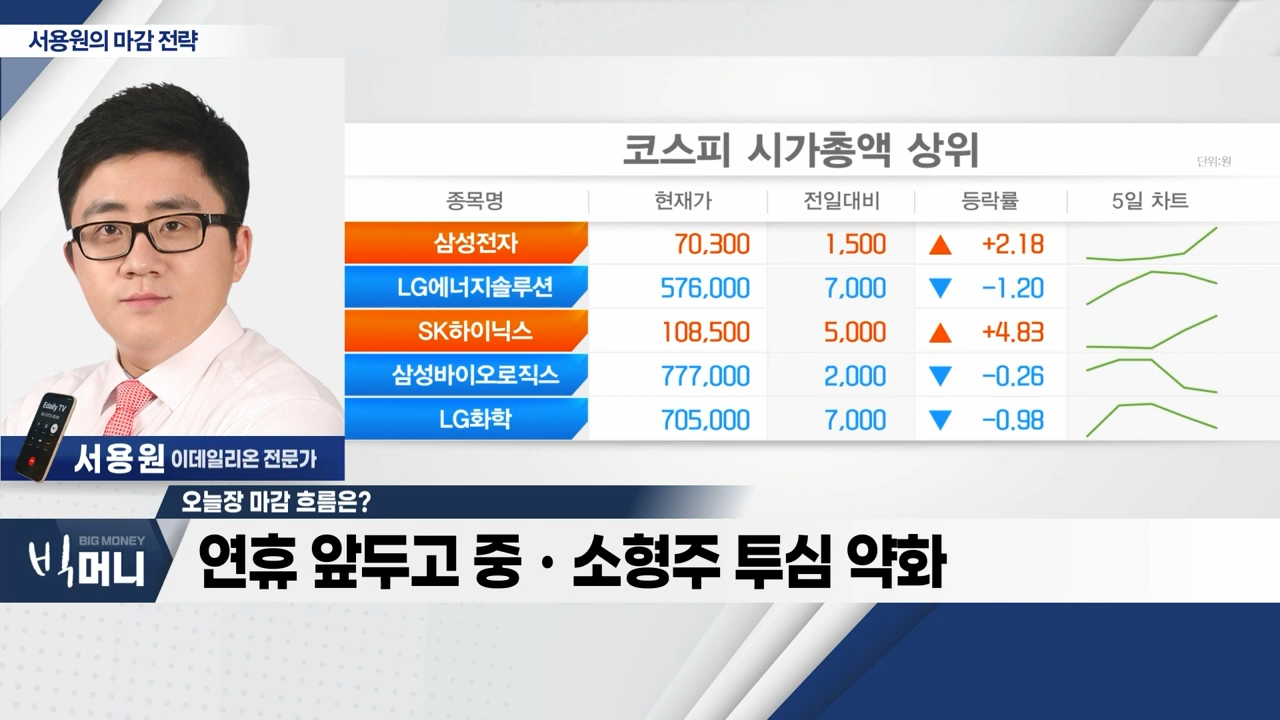 서용원의 마감 전략
코스피 시가총액 상위
단위:원
종목명 현재가 전일대비 등락률 5일 차트
삼성전자 70,300 1,500 ▲ +2.18
LG에너지솔루션 576,000 7,000 ▼ -1.20
SK하이닉스 108,500 5,000 ▲ +4.83
삼성바이오로직스 777,000 2,000 ▼ -0.26
LG화학 705,000 7,000 ▼ -0.98
Edaily TV
서용원 이데일리온 전문가
오늘장 마감 흐름은?
BIG MONEY
빅머니
연휴 앞두고 중·소형주 투심 약화